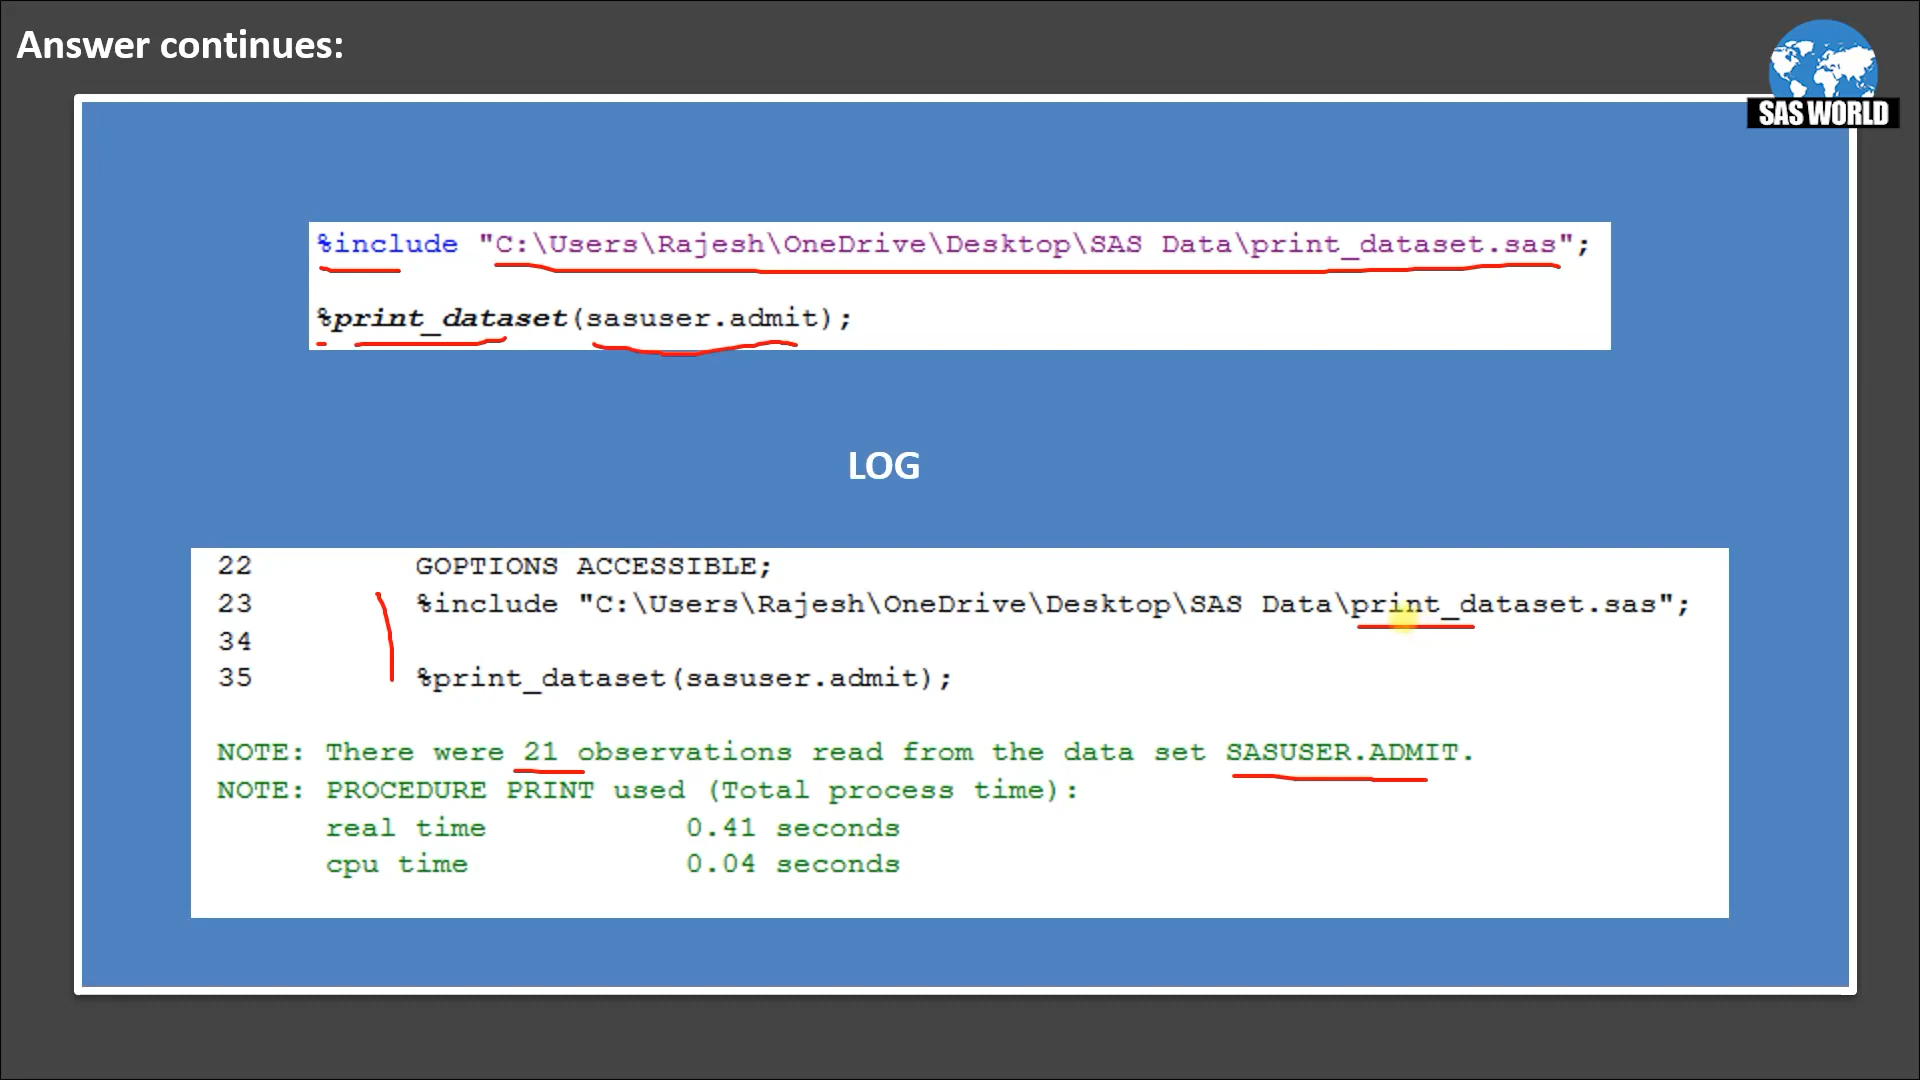 Answer continues:
SAS WORLD
%include "C:\Users\Rajesh\OneDrive\Desktop\SAS Data\print_dataset.sas";
%print_dataset(sasuser.admit);
LOG
22 GOPTIONS ACCESSIBLE;
23 %include "C:\Users\Rajesh\OneDrive\Desktop\SAS Data\print_dataset.sas";
34
35 %print_dataset(sasuser.admit);
NOTE: There were 21 observations read from the data set SASUSER.ADMIT.
NOTE: PROCEDURE PRINT used (Total process time):
real time 0.41 seconds
cpu time 0.04 seconds